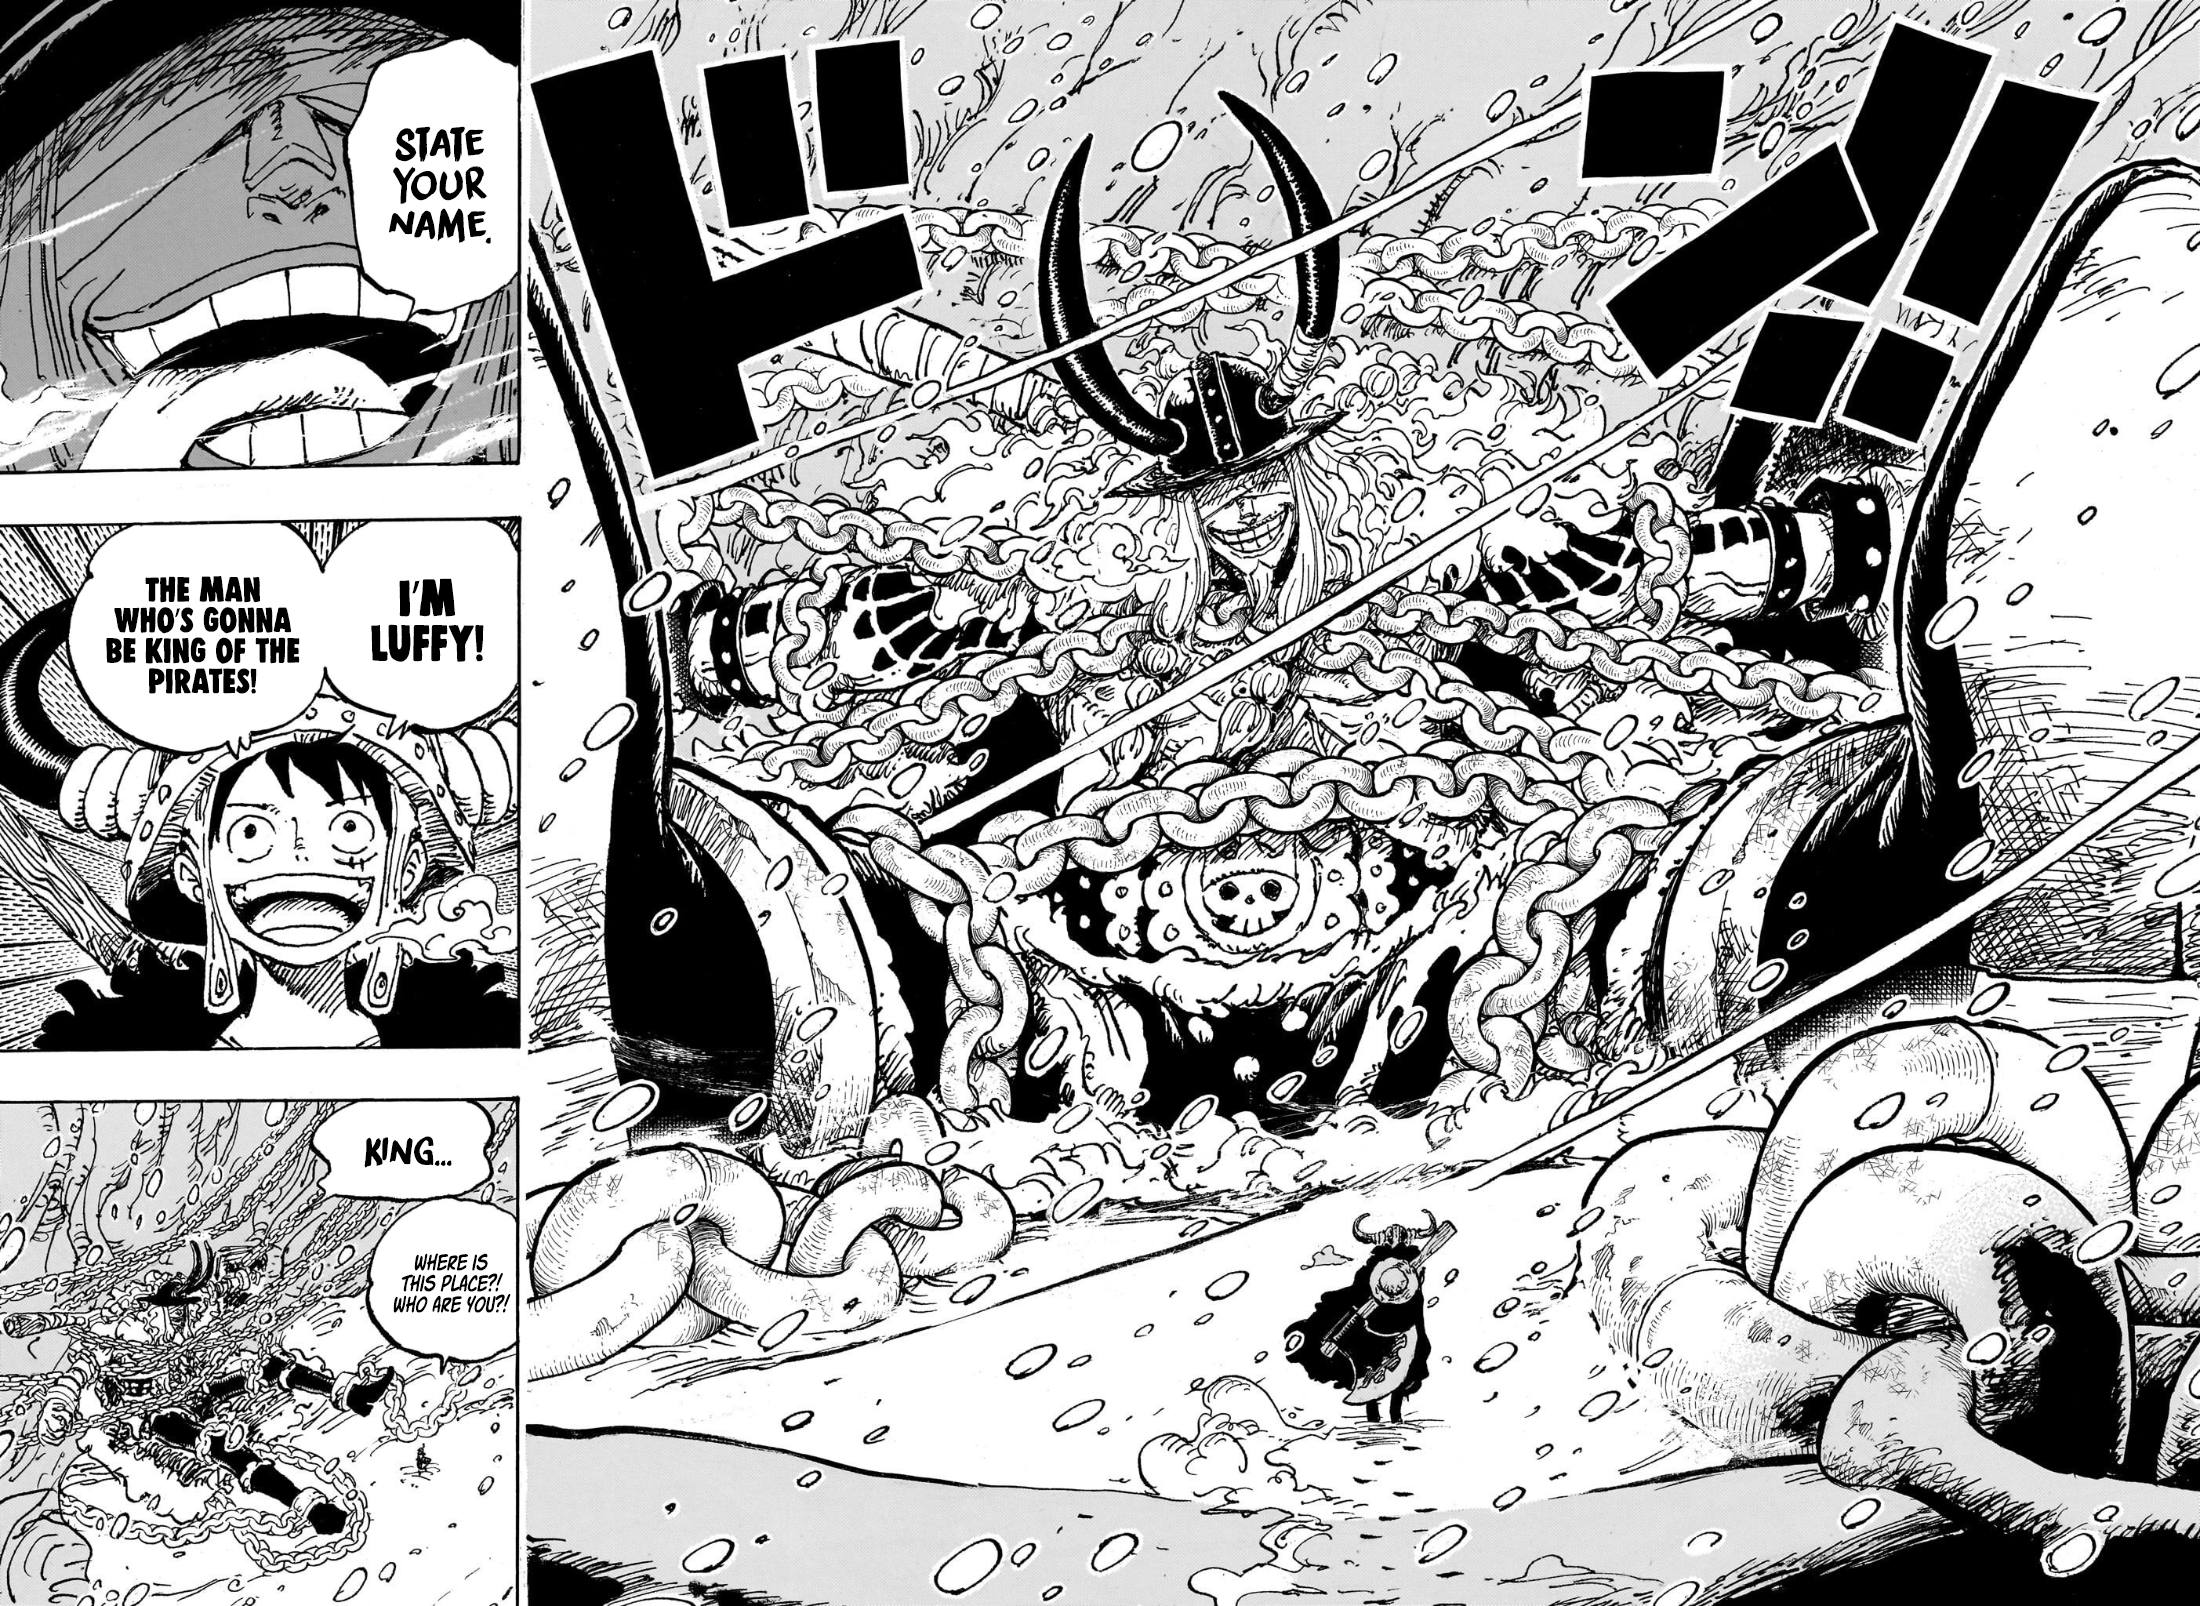 ドン!!
STATE
YOUR
NAME.
I'M
LUFFY!
THE MAN
WHO'S GONNA
BE KING OF THE
PIRATES!
KING...
WHERE IS
THIS PLACE?!
WHO ARE YOU?!